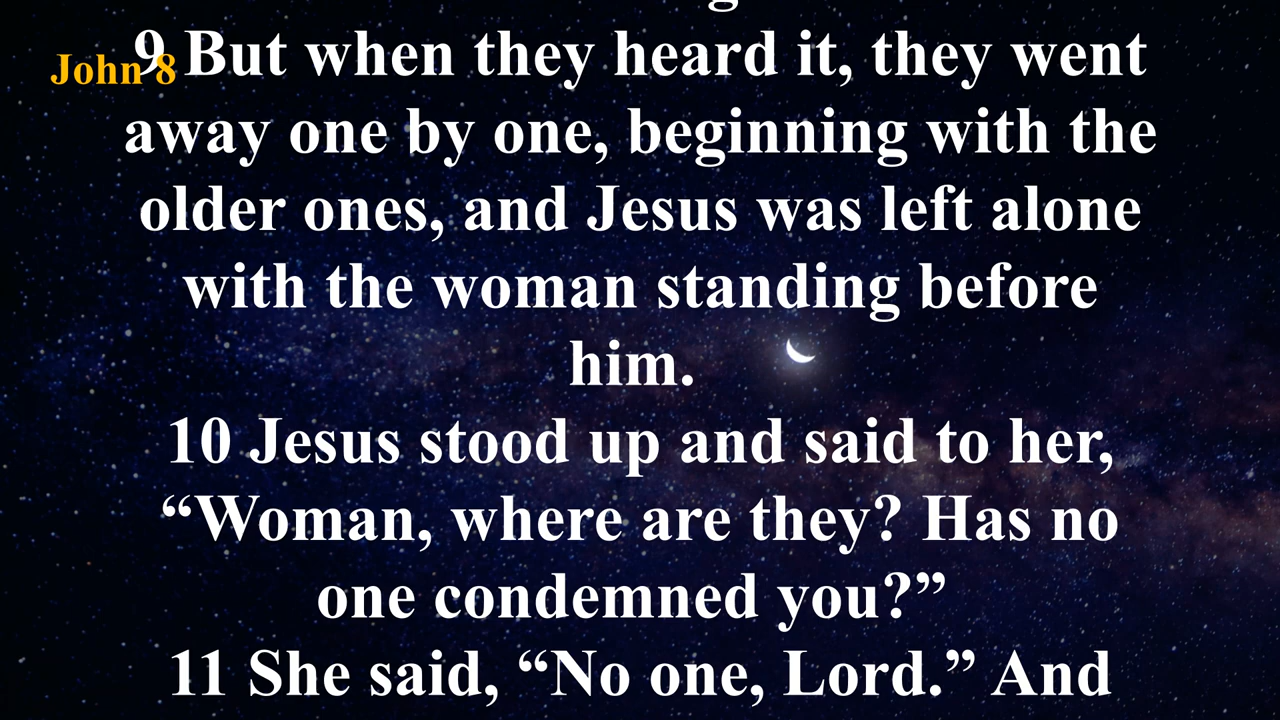 John 8
9 But when they heard it, they went
away one by one, beginning with the
older ones, and Jesus was left alone
with the woman standing before
him.
10 Jesus stood up and said to her,
“Woman, where are they? Has no
one condemned you?”
11 She said, “No one, Lord.” And